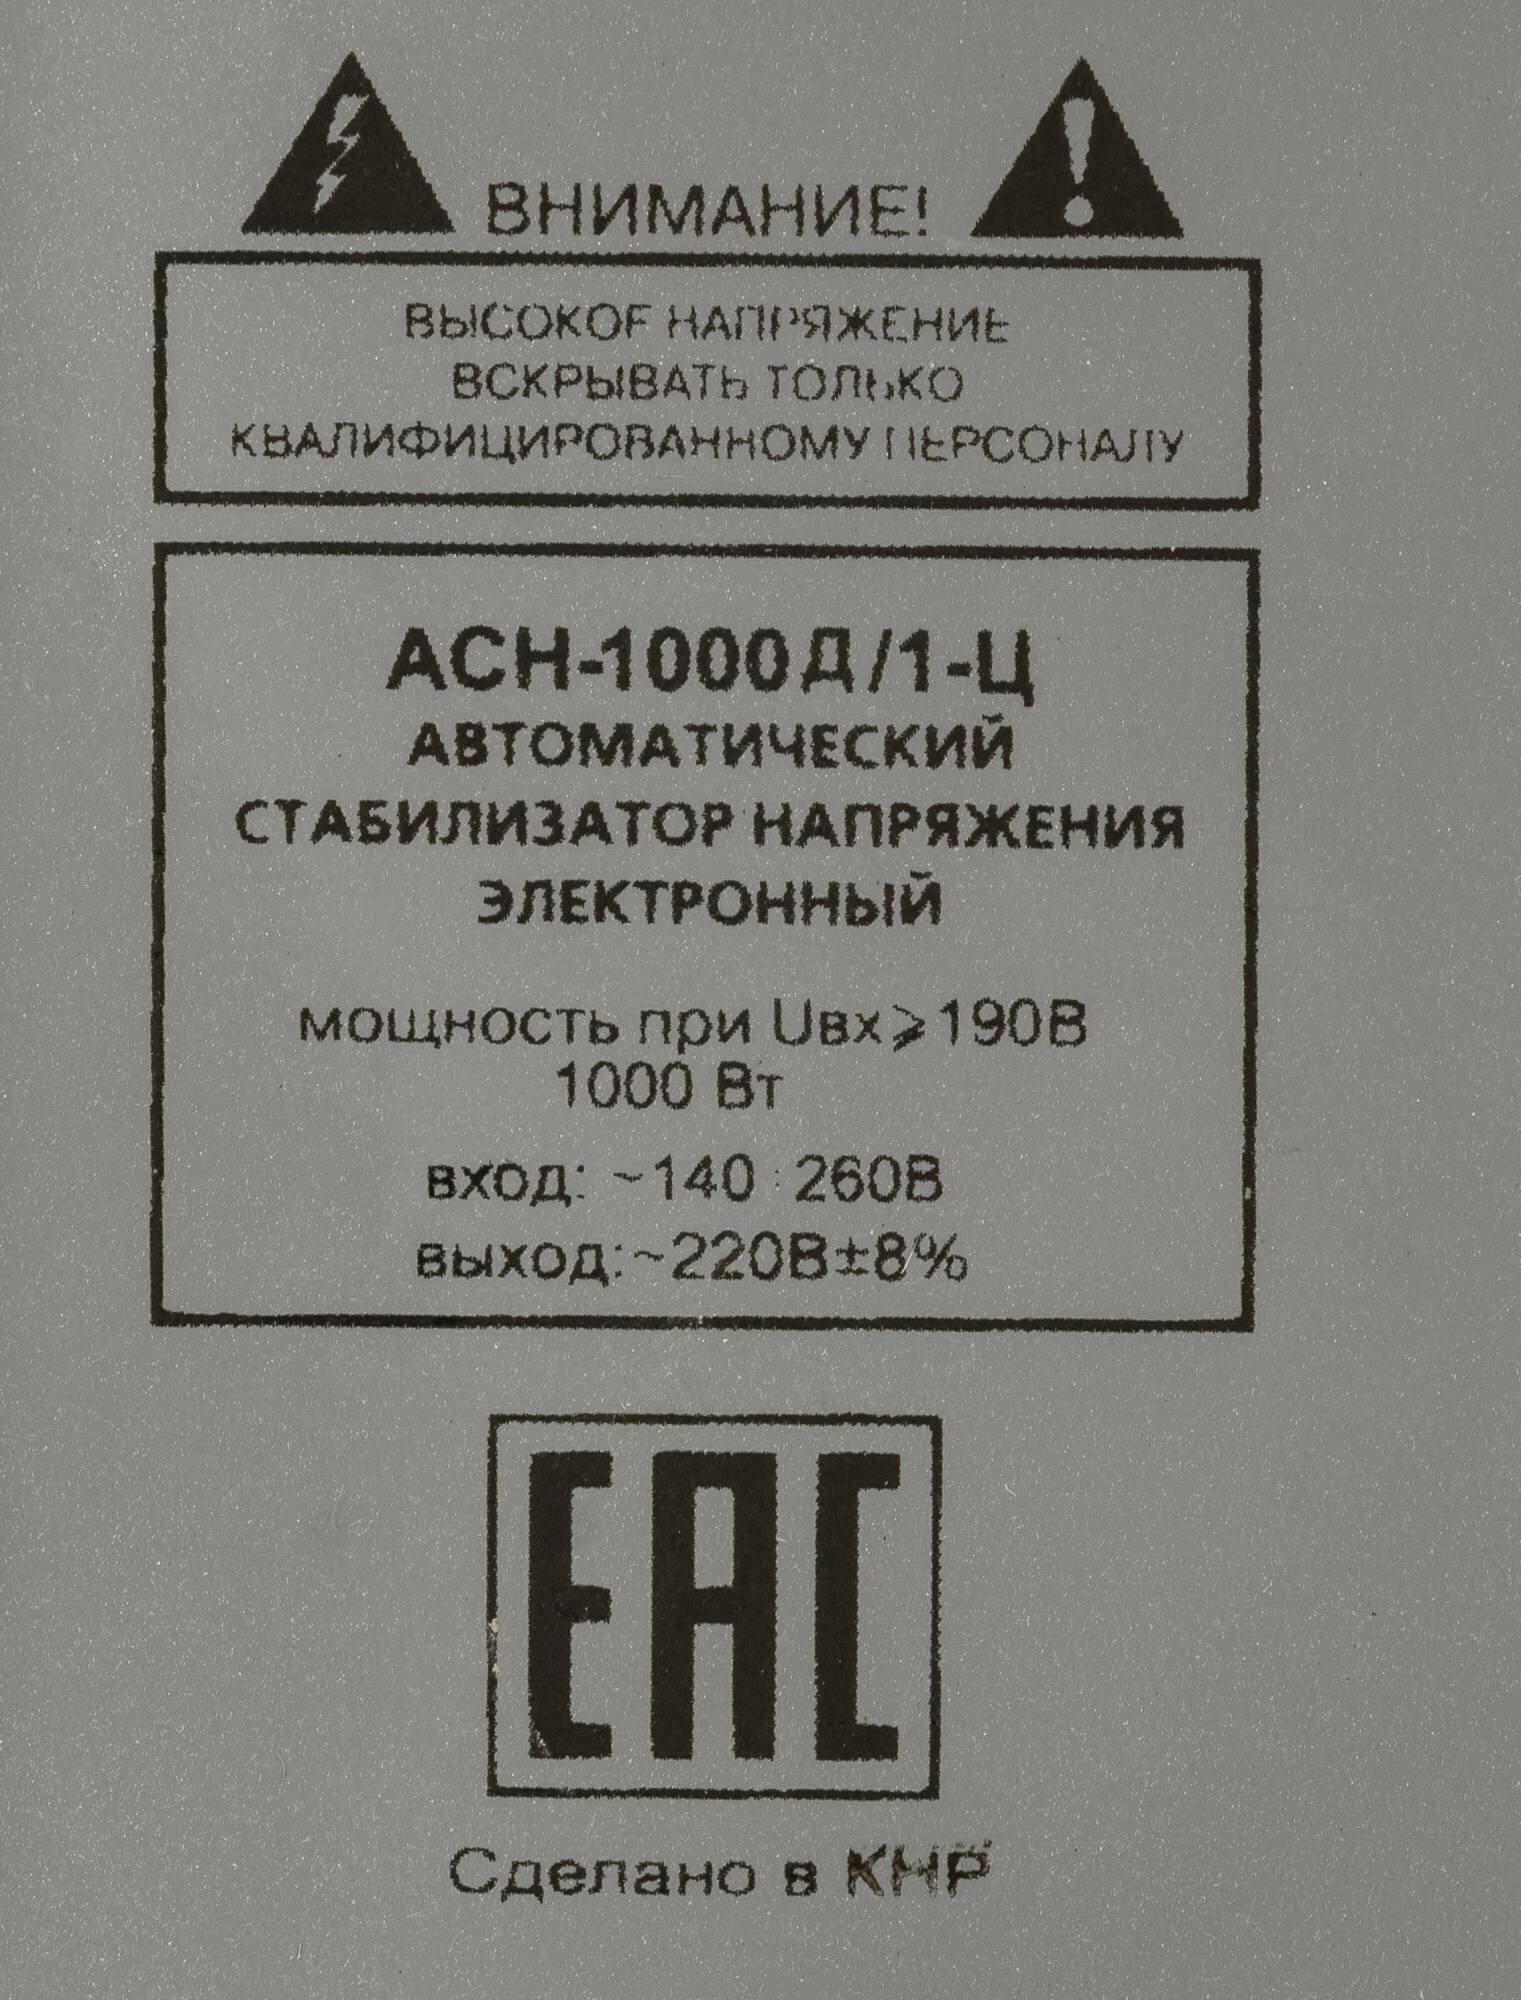 ВНИМАНИЕ!
ВЫСОКОЕ НАПРЯЖЕНИЕ
ВСКРЫВАТЬ ТОЛЬКО
КВАЛИФИЦИРОВАННОМУ ПЕРСОНАЛУ
АСН-1000Д/1-Ц
АВТОМАТИЧЕСКИЙ
СТАБИЛИЗАТОР НАПРЯЖЕНИЯ
ЭЛЕКТРОННЫЙ
мощность при Uвх⩾190В
1000 Вт
вход: ~140 : 260В
выход:~220В±8%
EAC
Сделано в КНР